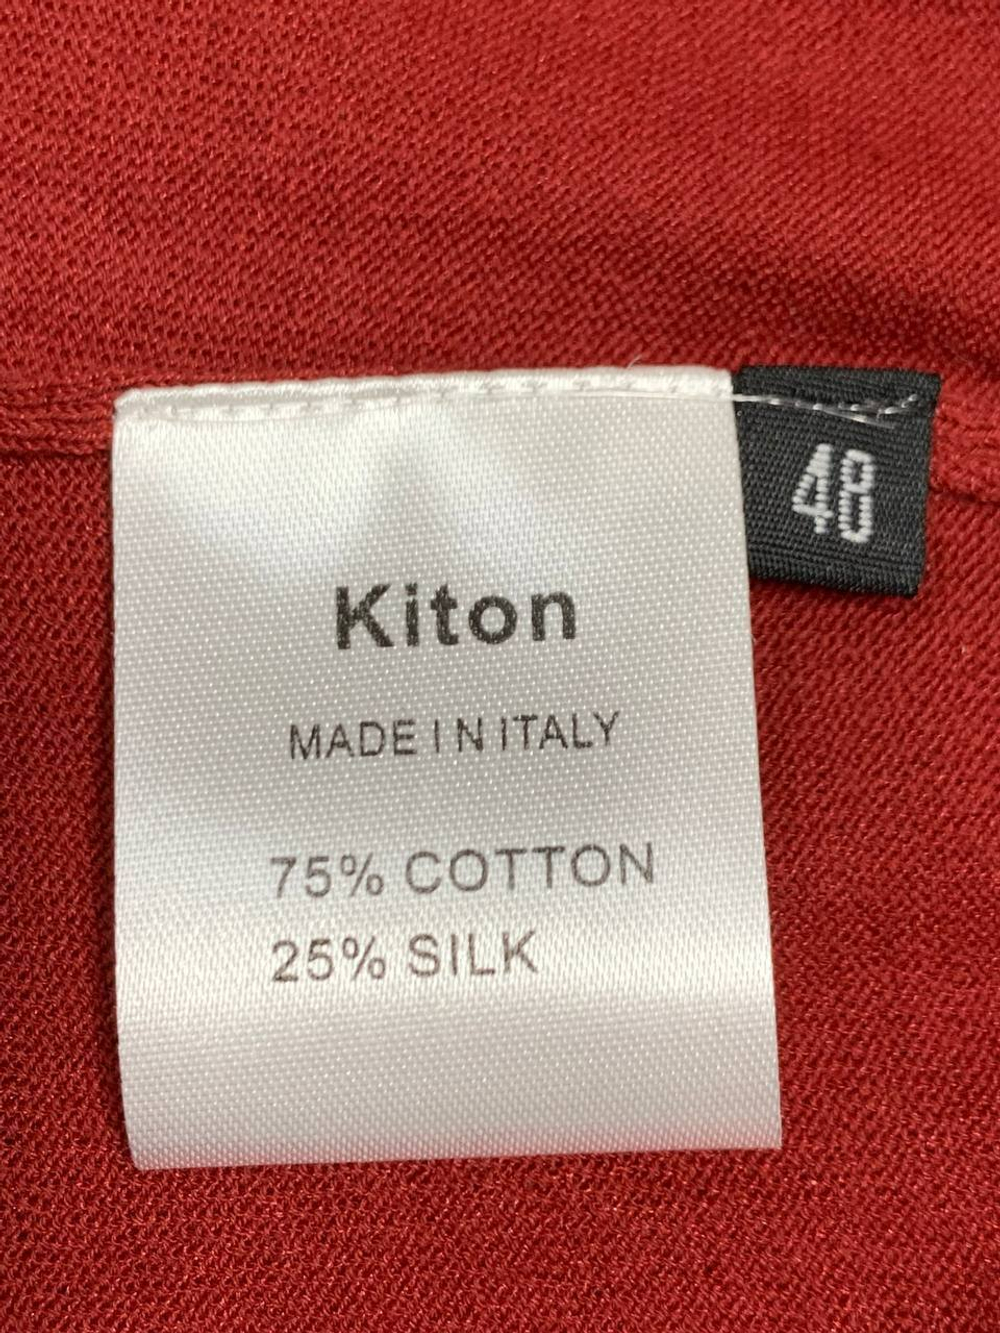 48
Kiton
MADE IN ITALY
75% COTTON
25% SILK